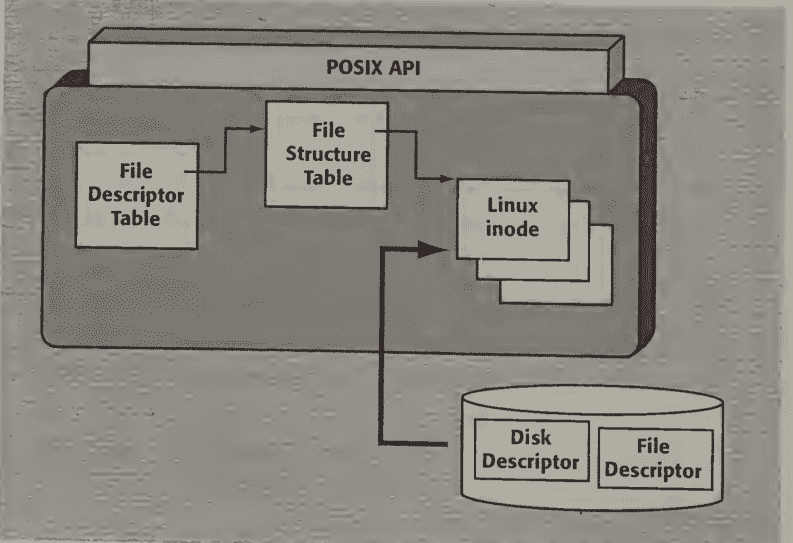 POSIX API
File
Descriptor
Table
File
Structure
Table
Linux
inode
Disk
Descriptor
File
Descriptor